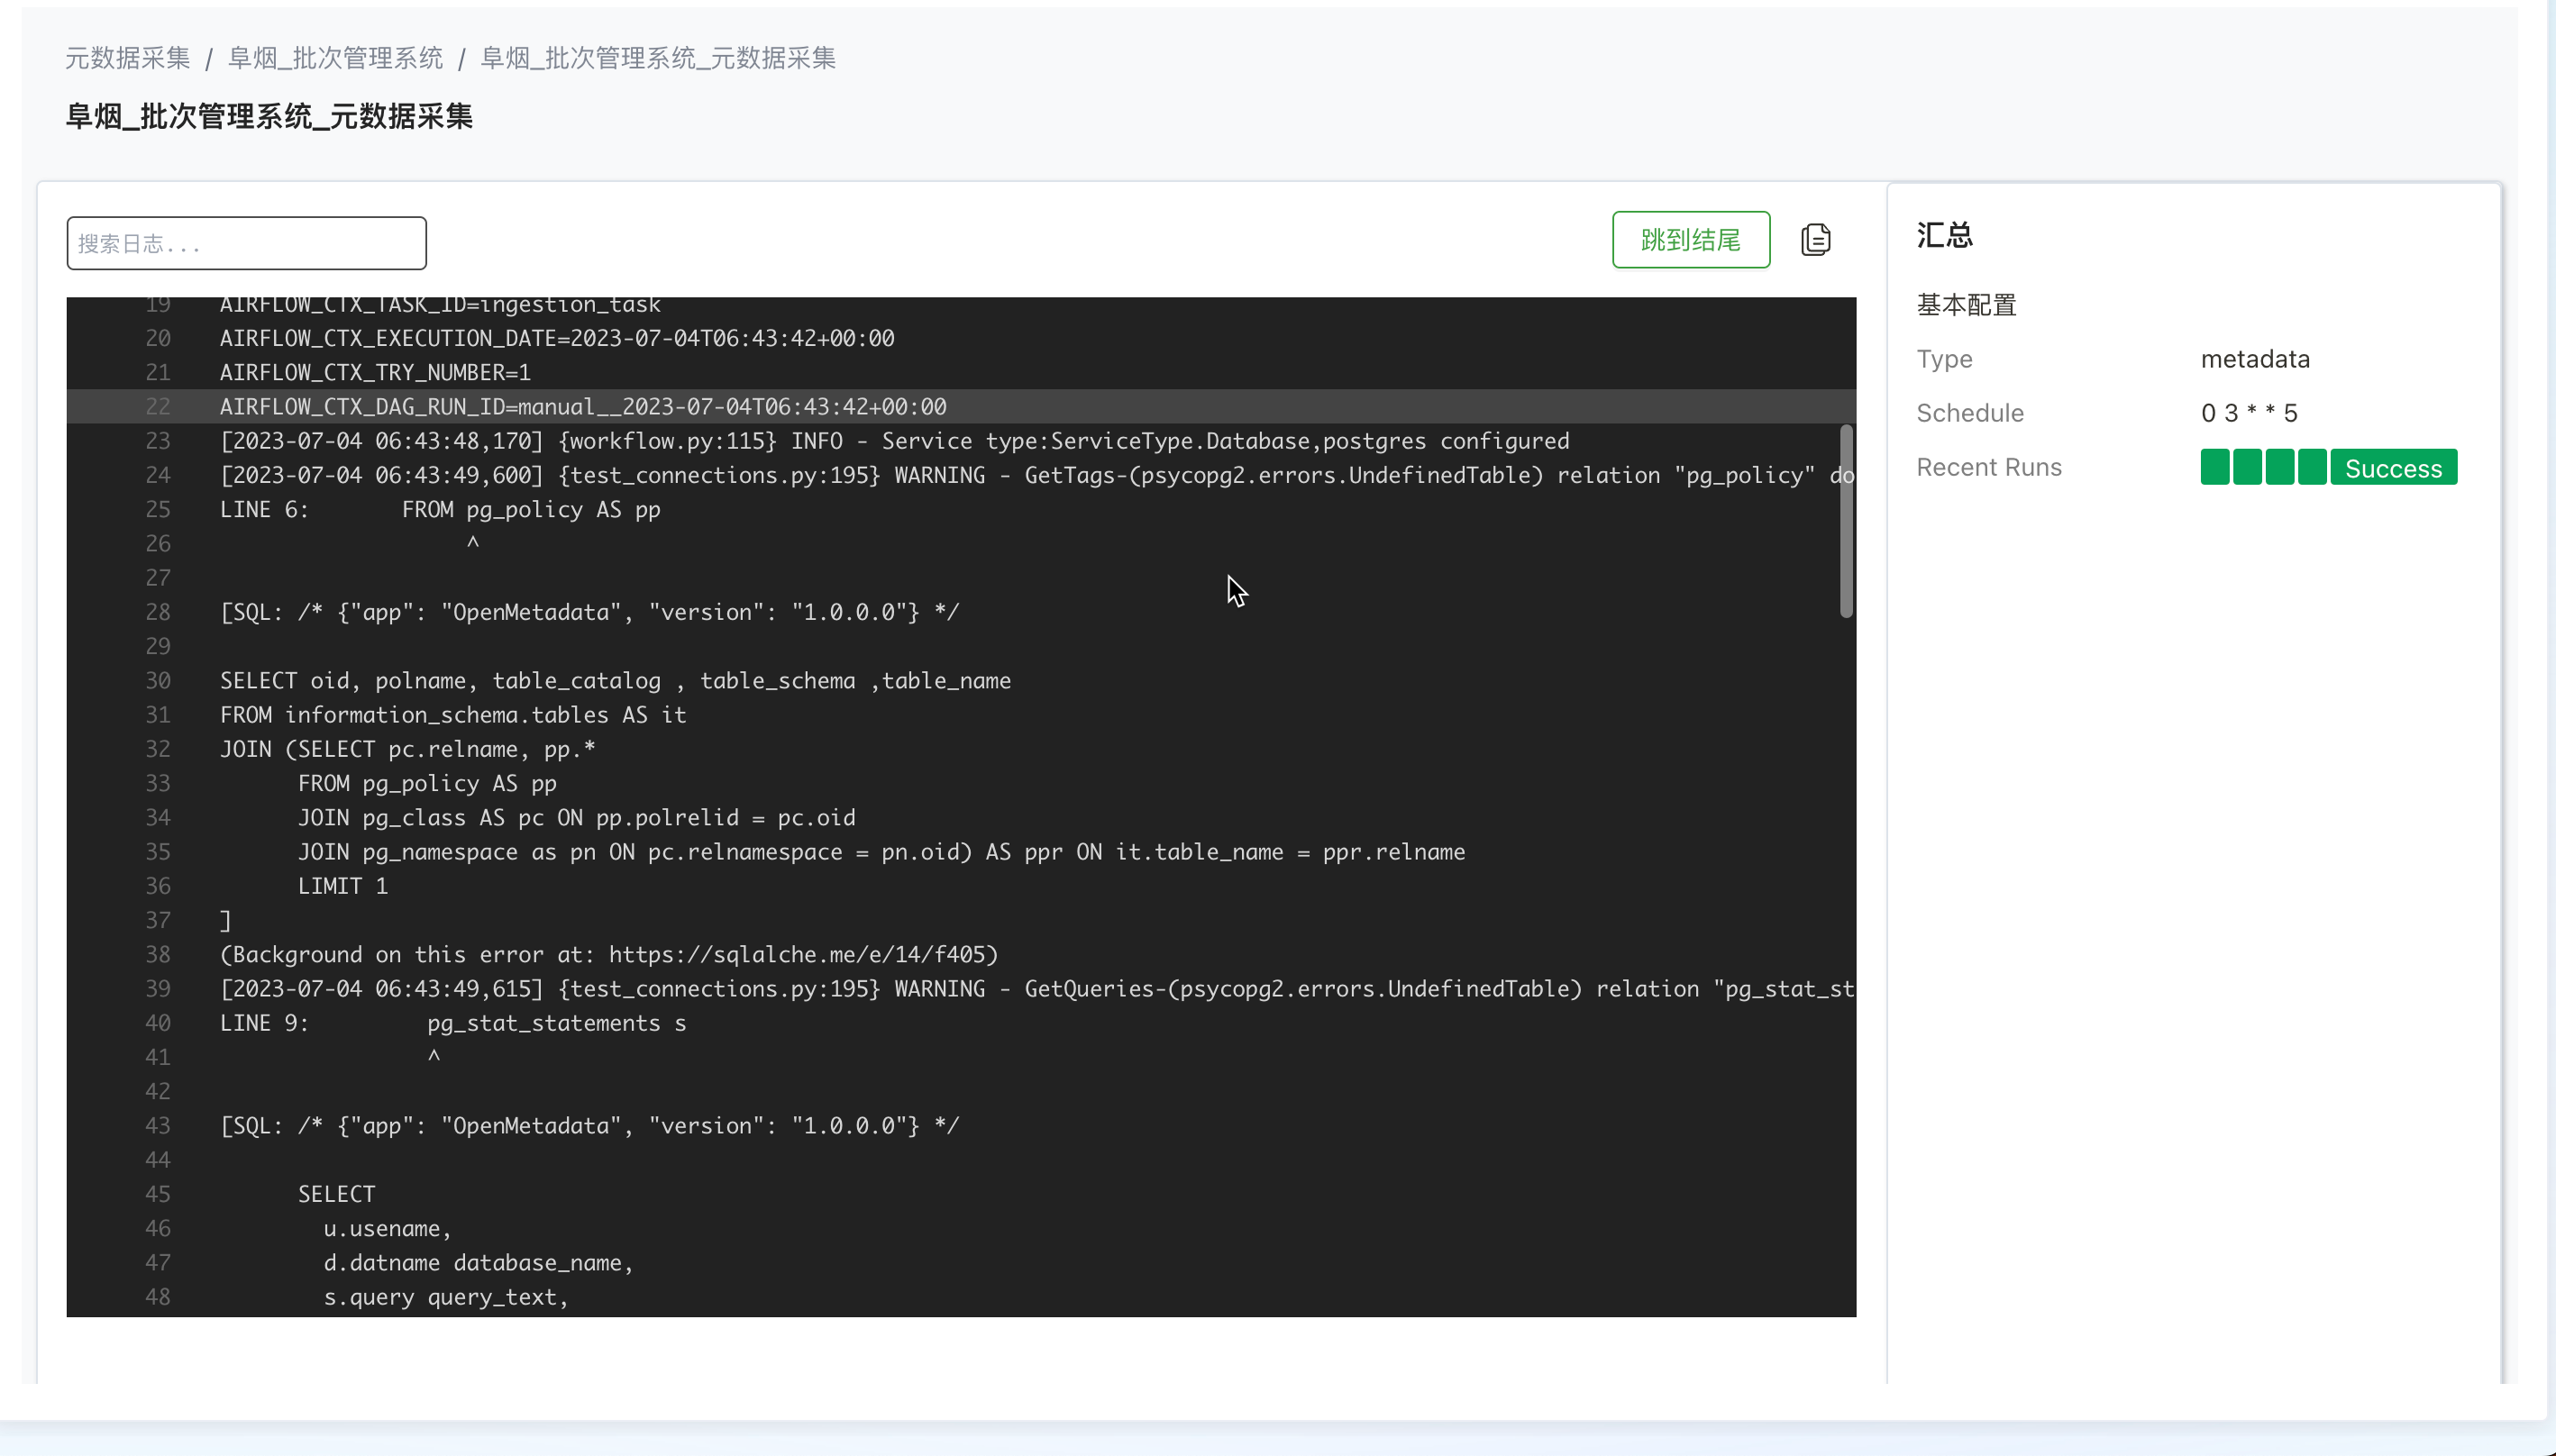 元数据采集 / 阜烟_批次管理系统 / 阜烟_批次管理系统_元数据采集
阜烟_批次管理系统_元数据采集
搜索日志...
跳到结尾
19 AIRFLOW_CTX_TASK_ID=ingestion_task
20 AIRFLOW_CTX_EXECUTION_DATE=2023-07-04T06:43:42+00:00
21 AIRFLOW_CTX_TRY_NUMBER=1
22 AIRFLOW_CTX_DAG_RUN_ID=manual__2023-07-04T06:43:42+00:00
23 [2023-07-04 06:43:48,170] {workflow.py:115} INFO - Service type:ServiceType.Database,postgres configured
24 [2023-07-04 06:43:49,600] {test_connections.py:195} WARNING - GetTags-(psycopg2.errors.UndefinedTable) relation "pg_policy" do
25 LINE 6:       FROM pg_policy AS pp
26                    ^
27
28 [SQL: /* {"app": "OpenMetadata", "version": "1.0.0.0"} */
29
30 SELECT oid, polname, table_catalog , table_schema ,table_name
31 FROM information_schema.tables AS it
32 JOIN (SELECT pc.relname, pp.*
33       FROM pg_policy AS pp
34       JOIN pg_class AS pc ON pp.polrelid = pc.oid
35       JOIN pg_namespace as pn ON pc.relnamespace = pn.oid) AS ppr ON it.table_name = ppr.relname
36       LIMIT 1
37 ]
38 (Background on this error at: https://sqlalche.me/e/14/f405)
39 [2023-07-04 06:43:49,615] {test_connections.py:195} WARNING - GetQueries-(psycopg2.errors.UndefinedTable) relation "pg_stat_st
40 LINE 9:         pg_stat_statements s
41                 ^
42
43 [SQL: /* {"app": "OpenMetadata", "version": "1.0.0.0"} */
44
45       SELECT
46         u.usename,
47         d.datname database_name,
48         s.query query_text,
汇总
基本配置
Type metadata
Schedule 0 3 * * 5
Recent Runs Success